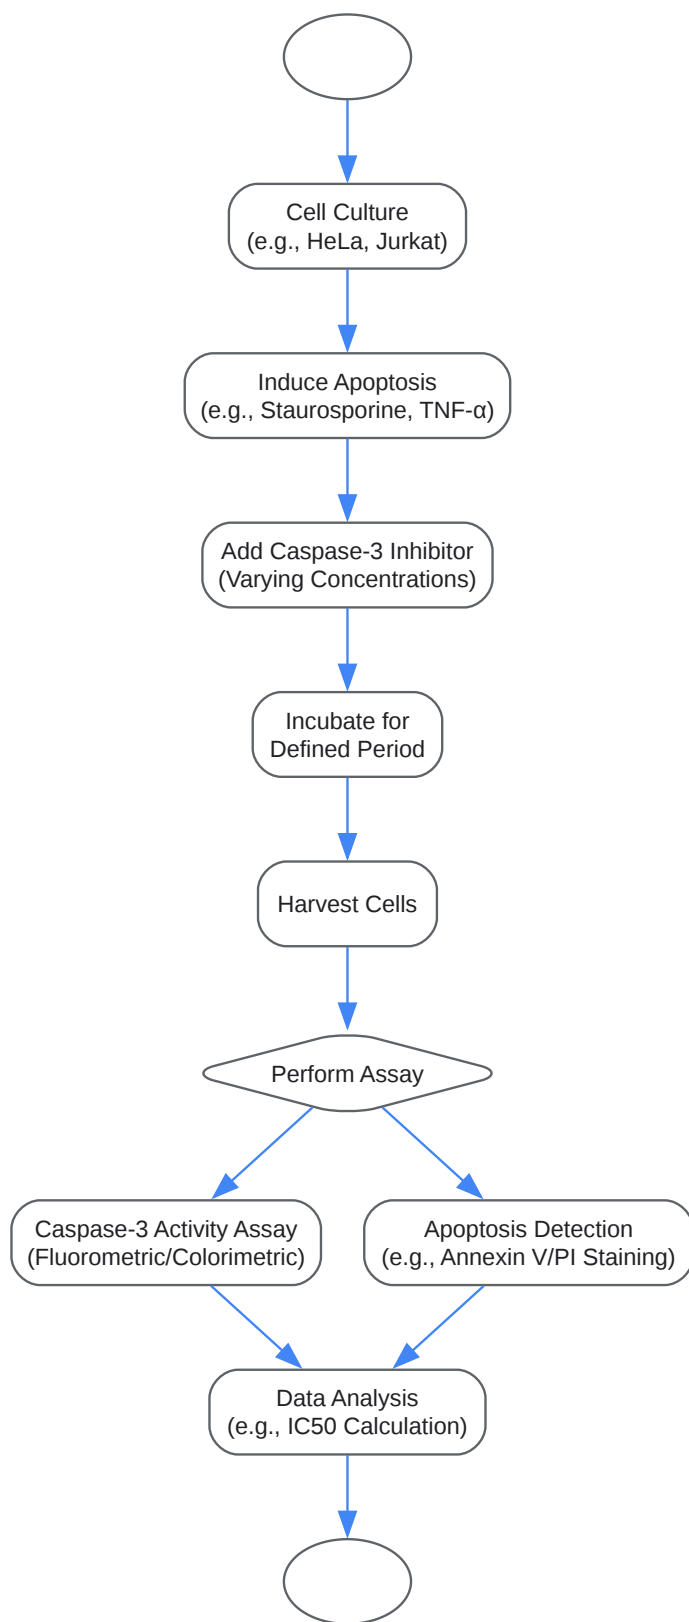 Cell Culture
(e.g., HeLa, Jurkat)
Induce Apoptosis
(e.g., Staurosporine, TNF-α)
Add Caspase-3 Inhibitor
(Varying Concentrations)
Incubate for
Defined Period
Harvest Cells
Perform Assay
Caspase-3 Activity Assay
(Fluorometric/Colorimetric)
Apoptosis Detection
(e.g., Annexin V/PI Staining)
Data Analysis
(e.g., IC50 Calculation)